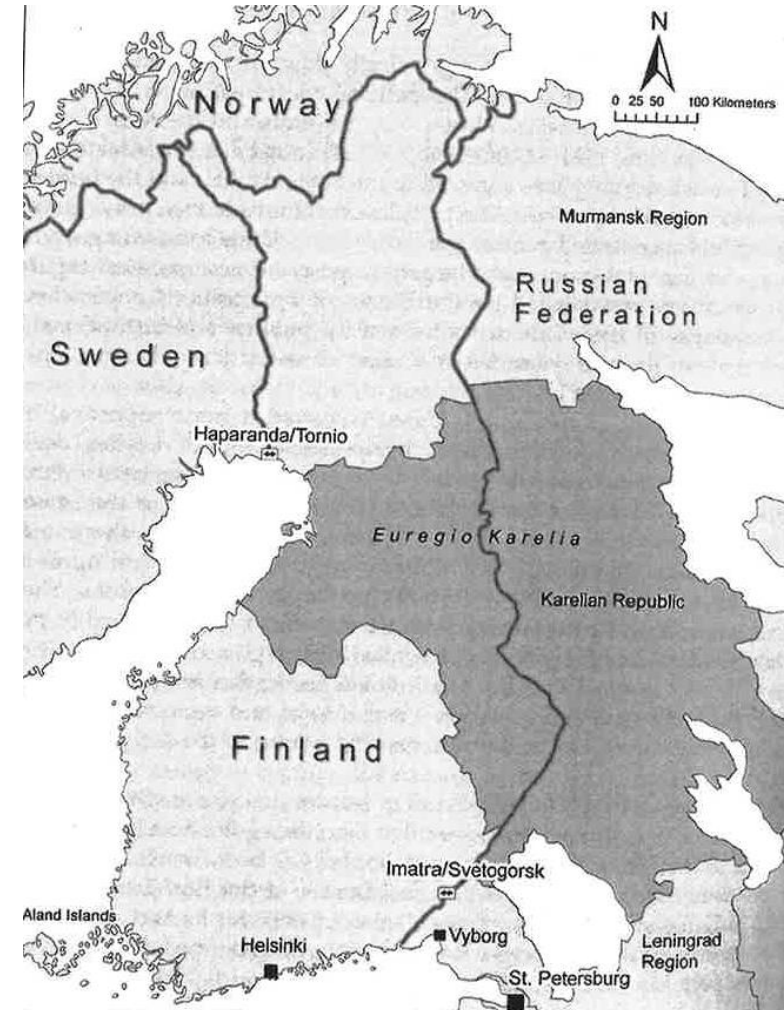 N
0 25 50 100 Kilometers
Norway
Murmansk Region
Russian
Federation
Sweden
Haparanda/Tornio
Euregio Karelia
Karelian Republic
Finland
Imatra/Svetogorsk
Aland Islands
Helsinki
Vyborg
Leningrad
Region
St. Petersburg